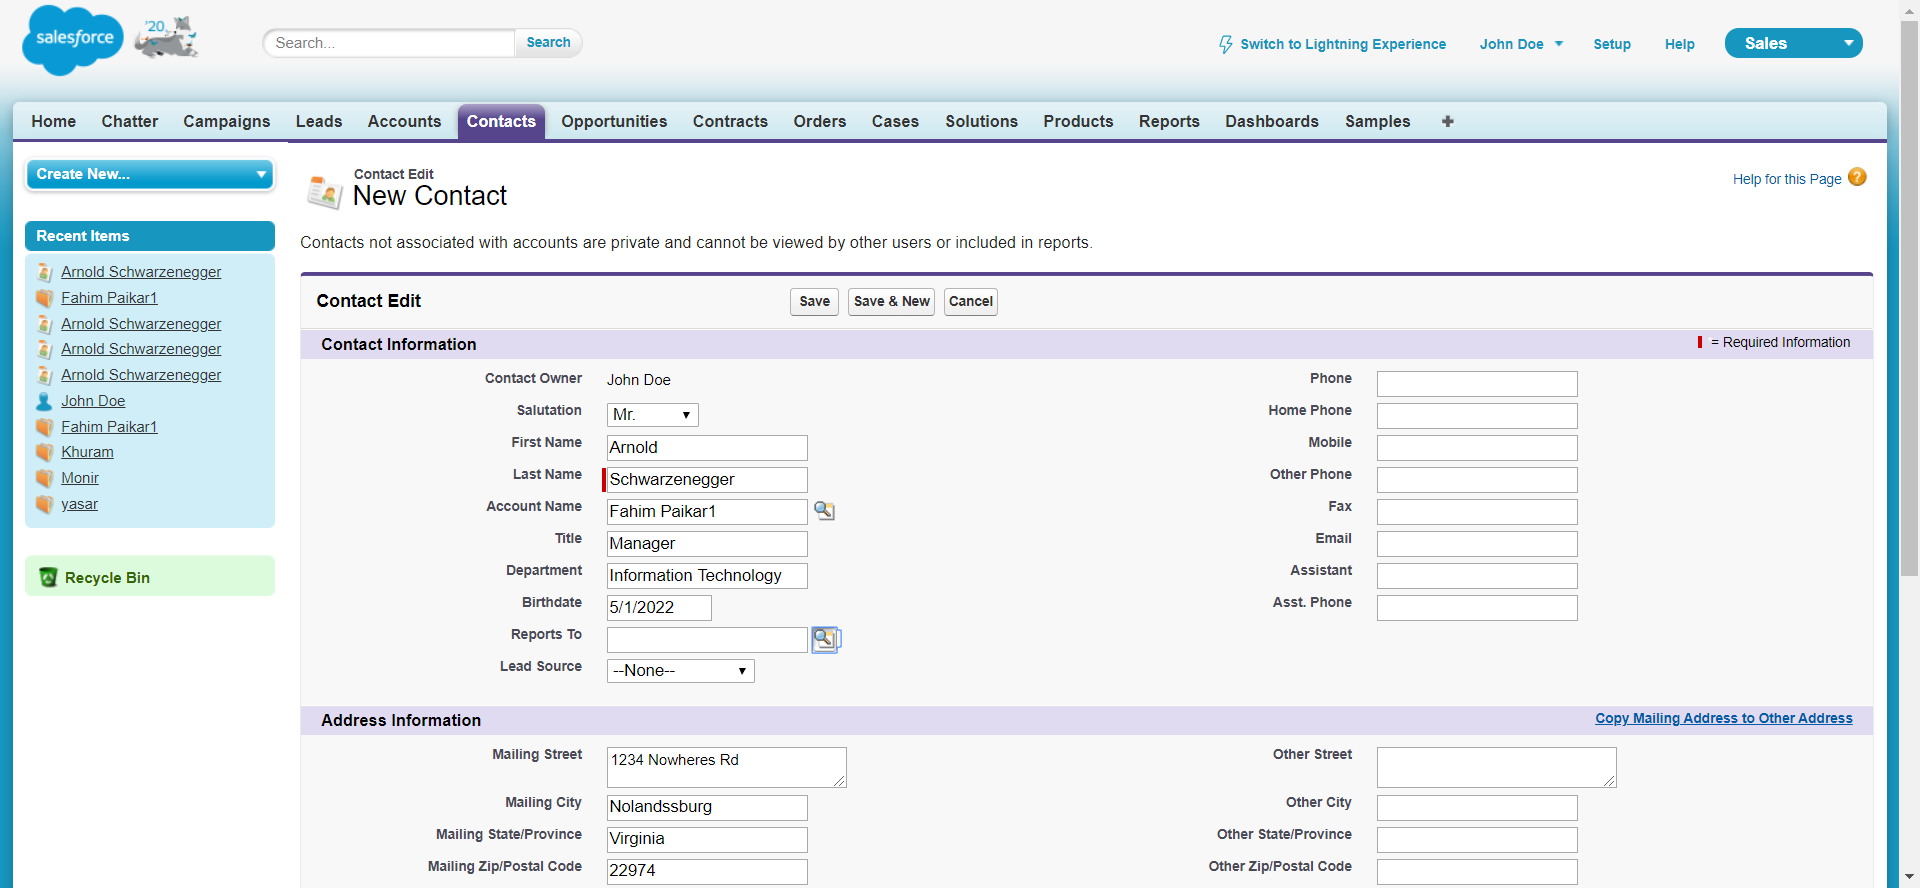 salesforce
'20
Search...
Search
Switch to Lightning Experience
John Doe
Setup
Help
Sales
Home
Chatter
Campaigns
Leads
Accounts
Contacts
Opportunities
Contracts
Orders
Cases
Solutions
Products
Reports
Dashboards
Samples
+
Create New...
Recent Items
Arnold Schwarzenegger
Fahim Paikar1
Arnold Schwarzenegger
Arnold Schwarzenegger
Arnold Schwarzenegger
John Doe
Fahim Paikar1
Khuram
Monir
yasar
Recycle Bin
Contact Edit
New Contact
Help for this Page ?
Contacts not associated with accounts are private and cannot be viewed by other users or included in reports.
Contact Edit
Save
Save & New
Cancel
Contact Information
= Required Information
Contact Owner John Doe
Salutation Mr.
First Name Arnold
Last Name Schwarzenegger
Account Name Fahim Paikar1
Title Manager
Department Information Technology
Birthdate 5/1/2022
Reports To
Lead Source --None--
Phone
Home Phone
Mobile
Other Phone
Fax
Email
Assistant
Asst. Phone
Address Information
Copy Mailing Address to Other Address
Mailing Street 1234 Nowheres Rd
Mailing City Nolandssburg
Mailing State/Province Virginia
Mailing Zip/Postal Code 22974
Other Street
Other City
Other State/Province
Other Zip/Postal Code